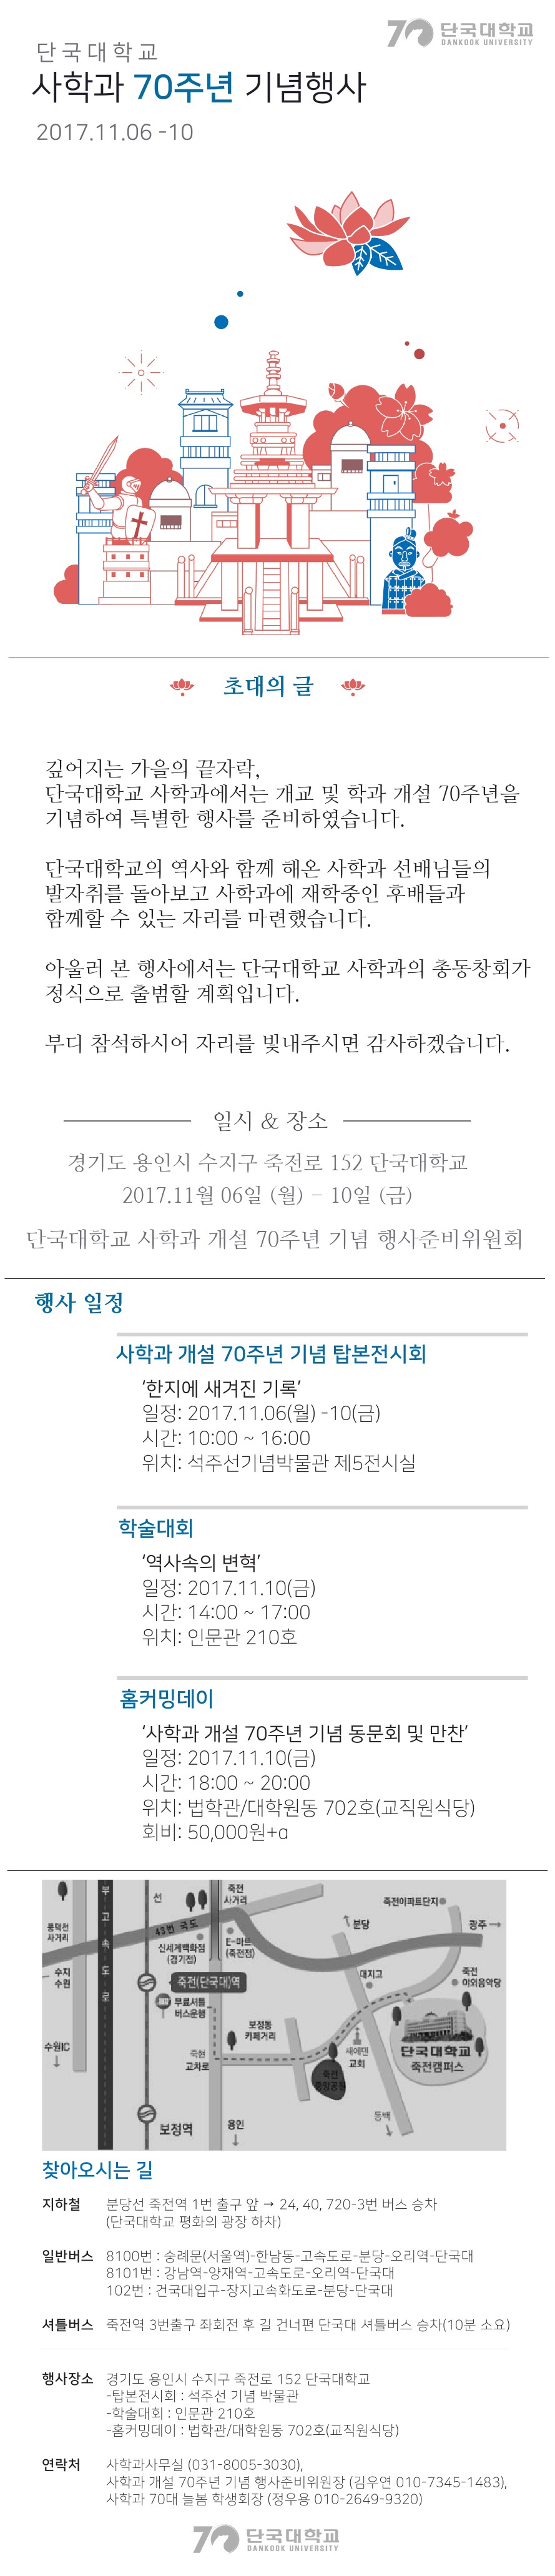 70 단국대학교
DANKOOK UNIVERSITY
단국대학교
사학과 70주년 기념행사
2017.11.06 -10
초대의 글
깊어지는 가을의 끝자락,
단국대학교 사학과에서는 개교 및 학과 개설 70주년을
기념하여 특별한 행사를 준비하였습니다.
단국대학교의 역사와 함께 해온 사학과 선배님들의
발자취를 돌아보고 사학과에 재학중인 후배들과
함께할 수 있는 자리를 마련했습니다.
아울러 본 행사에서는 단국대학교 사학과의 총동창회가
정식으로 출범할 계획입니다.
부디 참석하시어 자리를 빛내주시면 감사하겠습니다.
일시 & 장소
경기도 용인시 수지구 죽전로 152 단국대학교
2017.11월 06일 (월) – 10일 (금)
단국대학교 사학과 개설 70주년 기념 행사준비위원회
행사 일정
사학과 개설 70주년 기념 탑본전시회
‘한지에 새겨진 기록’
일정: 2017.11.06(월) -10(금)
시간: 10:00 ~ 16:00
위치: 석주선기념박물관 제5전시실
학술대회
‘역사속의 변혁’
일정: 2017.11.10(금)
시간: 14:00 ~ 17:00
위치: 인문관 210호
홈커밍데이
‘사학과 개설 70주년 기념 동문회 및 만찬’
일정: 2017.11.10(금)
시간: 18:00 ~ 20:00
위치: 법학관/대학원동 702호(교직원식당)
회비: 50,000원+α
부고속도로
선
죽전
사거리
죽전아파트단지
풍덕천
사거리
43번 국도
E-마트
(죽전점)
분당
광주
신세계백화점
(경기점)
수지
수원
죽전(단국대)역
대지고
죽전
야외음악당
무료셔틀
버스운행
보정동
카페거리
수원IC
죽현
교차로
새에덴
교회
단국대학교
죽전캠퍼스
죽전
중앙공원
보정역
용인
동백
찾아오시는 길
지하철 분당선 죽전역 1번 출구 앞 → 24, 40, 720-3번 버스 승차
(단국대학교 평화의 광장 하차)
일반버스 8100번 : 숭례문(서울역)-한남동-고속도로-분당-오리역-단국대
8101번 : 강남역-양재역-고속도로-오리역-단국대
102번 : 건국대입구-장지고속화도로-분당-단국대
셔틀버스 죽전역 3번출구 좌회전 후 길 건너편 단국대 셔틀버스 승차(10분 소요)
행사장소 경기도 용인시 수지구 죽전로 152 단국대학교
-탑본전시회 : 석주선 기념 박물관
-학술대회 : 인문관 210호
-홈커밍데이 : 법학관/대학원동 702호(교직원식당)
연락처 사학과사무실 (031-8005-3030),
사학과 개설 70주년 기념 행사준비위원장 (김우연 010-7345-1483),
사학과 70대 늘봄 학생회장 (정우용 010-2649-9320)
70 단국대학교
DANKOOK UNIVERSITY